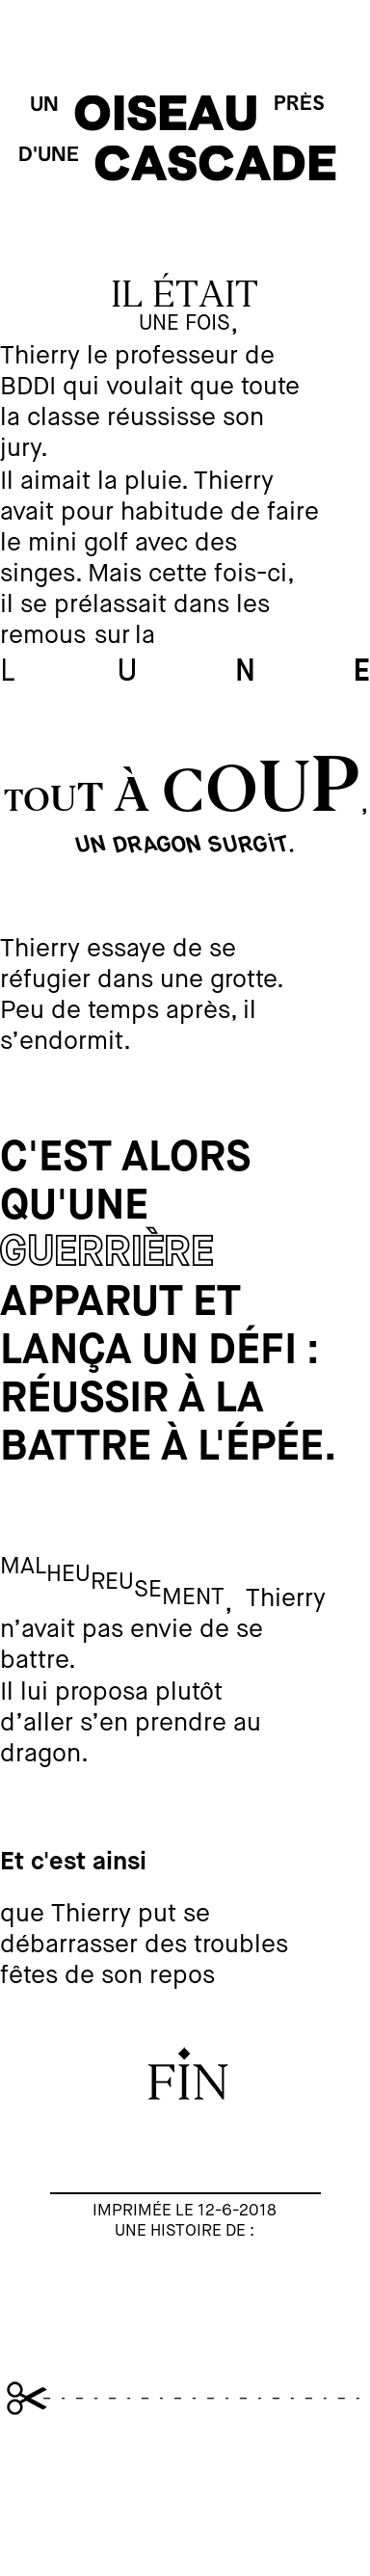 UN OISEAU PRÈS
D'UNE CASCADE
IL ÉTAIT
UNE FOIS,
Thierry le professeur de
BDDI qui voulait que toute
la classe réussisse son
jury.
Il aimait la pluie. Thierry
avait pour habitude de faire
le mini golf avec des
singes. Mais cette fois-ci,
il se prélassait dans les
remous sur la
L U N E
TOUT À COUP,
UN DRAGON SURGIT.
Thierry essaye de se
réfugier dans une grotte.
Peu de temps après, il
s’endormit.
C'EST ALORS
QU'UNE
GUERRIÈRE
APPARUT ET
LANÇA UN DÉFI :
RÉUSSIR À LA
BATTRE À L'ÉPÉE.
MALHEUREUSEMENT, Thierry
n’avait pas envie de se
battre.
Il lui proposa plutôt
d’aller s’en prendre au
dragon.
Et c'est ainsi
que Thierry put se
débarrasser des troubles
fêtes de son repos
FIN
IMPRIMÉE LE 12-6-2018
UNE HISTOIRE DE :